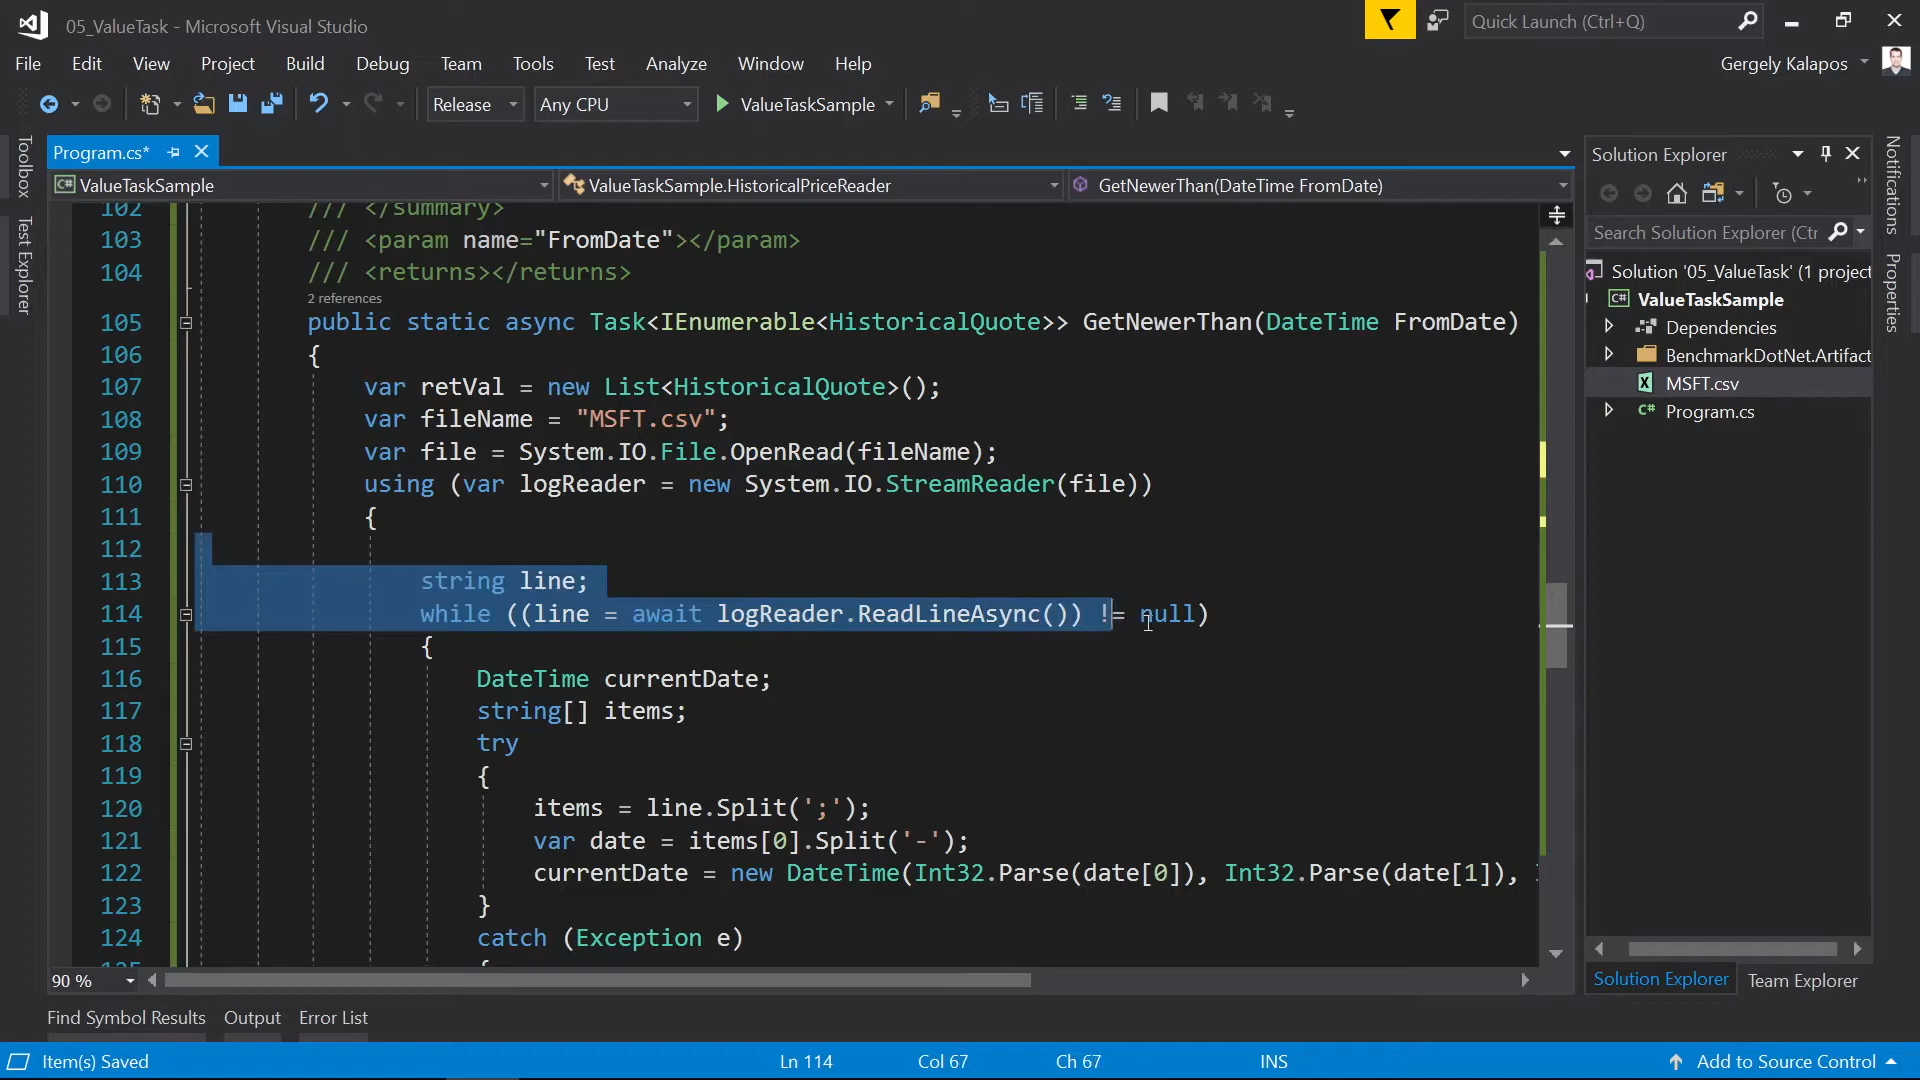 05_ValueTask - Microsoft Visual Studio
Quick Launch (Ctrl+Q)
File Edit View Project Build Debug Team Tools Test Analyze Window Help
Gergely Kalapos
Release Any CPU ValueTaskSample
Program.cs*
ValueTaskSample ValueTaskSample.HistoricalPriceReader GetNewerThan(DateTime FromDate)
Toolbox
Test Explorer
102 /// </summary>
103 /// <param name="FromDate"></param>
104 /// <returns></returns>
2 references
105 public static async Task<IEnumerable<HistoricalQuote>> GetNewerThan(DateTime FromDate)
106 {
107 var retVal = new List<HistoricalQuote>();
108 var fileName = "MSFT.csv";
109 var file = System.IO.File.OpenRead(fileName);
110 using (var logReader = new System.IO.StreamReader(file))
111 {
112
113 string line;
114 while ((line = await logReader.ReadLineAsync()) != null)
115 {
116 DateTime currentDate;
117 string[] items;
118 try
119 {
120 items = line.Split(';');
121 var date = items[0].Split('-');
122 currentDate = new DateTime(Int32.Parse(date[0]), Int32.Parse(date[1]),
123 }
124 catch (Exception e)
90 %
Solution Explorer
Search Solution Explorer (Ctr
Solution '05_ValueTask' (1 project
ValueTaskSample
Dependencies
BenchmarkDotNet.Artifact
MSFT.csv
Program.cs
Solution Explorer Team Explorer
Notifications
Properties
Find Symbol Results Output Error List
Item(s) Saved Ln 114 Col 67 Ch 67 INS Add to Source Control